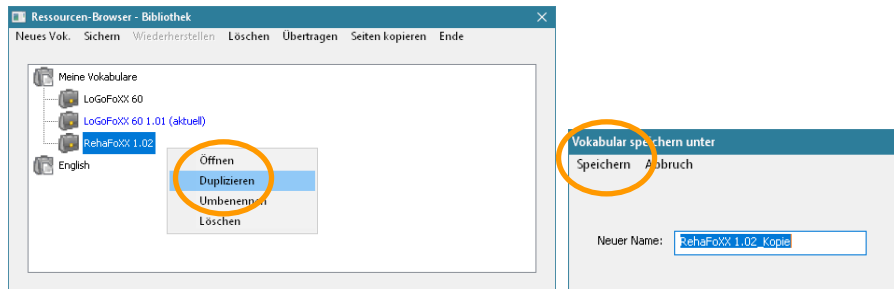 Ressourcen-Browser - Bibliothek
Neues Vok. Sichern Wiederherstellen Löschen Übertragen Seiten kopieren Ende
Meine Vokabulare
LoGoFoXX 60
LoGoFoXX 60 1.01 (aktuell)
RehaFoXX 1.02
English
Öffnen
Duplizieren
Umbenennen
Löschen
Vokabular speichern unter
Speichern Abbruch
Neuer Name: RehaFoXX 1.02_Kopie